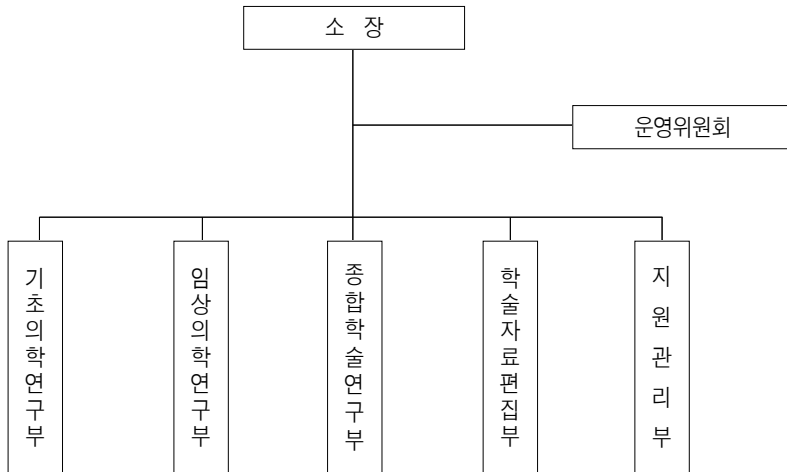 소 장
운영위원회
기초의학연구부
임상의학연구부
종합학술연구부
학술자료편집부
지원관리부